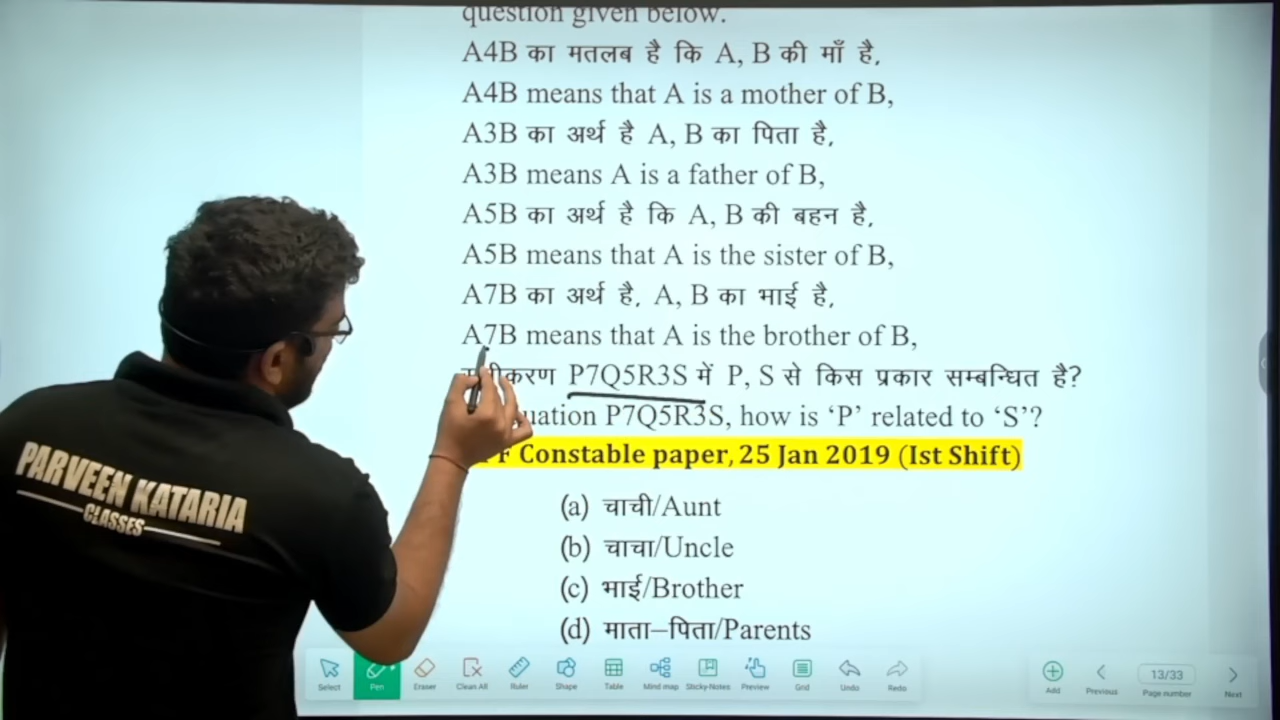 question given below.
A4B का मतलब है कि A, B की माँ है,
A4B means that A is a mother of B,
A3B का अर्थ है A, B का पिता है,
A3B means A is a father of B,
A5B का अर्थ है कि A, B की बहन है,
A5B means that A is the sister of B,
A7B का अर्थ है, A, B का भाई है,
A7B means that A is the brother of B,
P7Q5R3S में P, S से किस प्रकार सम्बन्धित है?
P7Q5R3S, how is ‘P’ related to ‘S’?
Constable paper, 25 Jan 2019 (Ist Shift)
(a) चाची/Aunt
(b) चाचा/Uncle
(c) भाई/Brother
(d) माता–पिता/Parents
PARVEEN KATARIA
CLASSES
Select Pen Eraser Clean All Ruler Shape Table Mind map Sticky-Notes Preview Grid Undo Redo
Add Previous 13/33 Page number Next